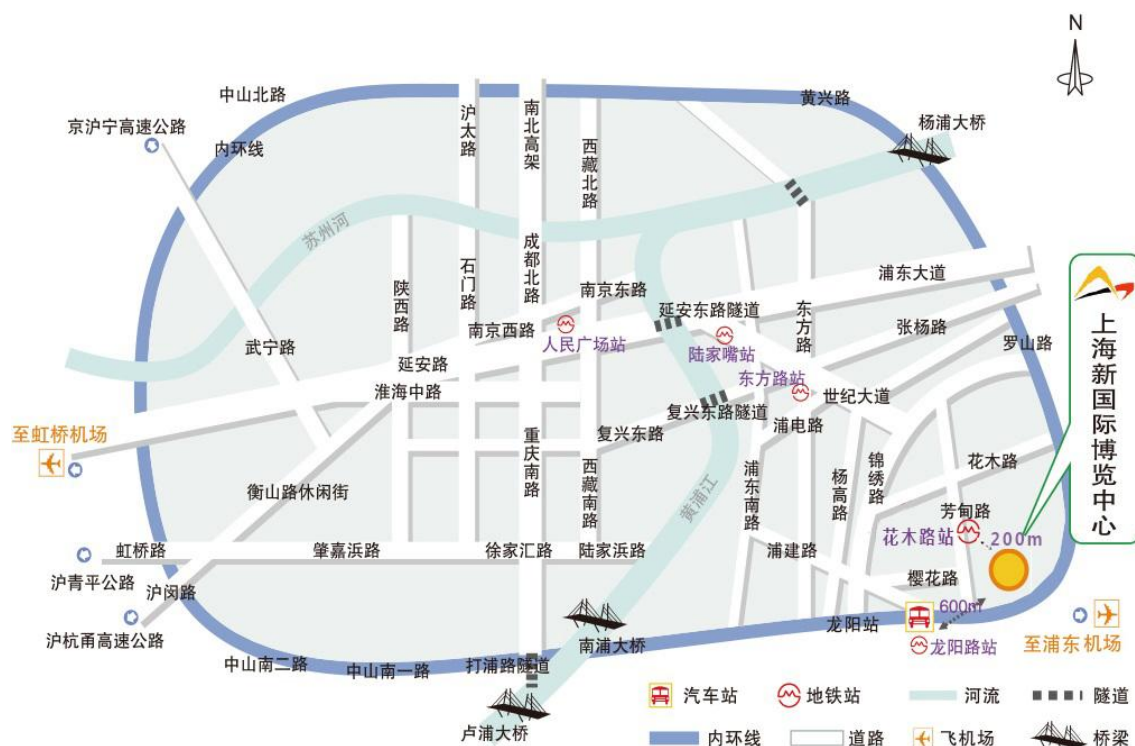 N
中山北路
黄兴路
沪太路
南北高架
京沪宁高速公路
内环线
杨浦大桥
西藏北路
苏州河
成都北路
石门路
陕西路
南京东路
浦东大道
延安东路隧道
东方路
张杨路
罗山路
南京西路
人民广场站
陆家嘴站
武宁路
延安路
淮海中路
东方路站
世纪大道
上海新国际博览中心
复兴东路隧道
至虹桥机场
复兴东路
浦电路
重庆南路
西藏南路
锦绣路
花木路
杨高路
浦东南路
衡山路休闲街
黄浦江
芳甸路
花木路站
200m
虹桥路
肇嘉浜路
徐家汇路
陆家浜路
浦建路
沪青平公路
沪闵路
樱花路
600m
沪杭甬高速公路
龙阳站
龙阳路站
南浦大桥
至浦东机场
中山南二路
中山南一路
打浦路隧道
卢浦大桥
汽车站
地铁站
河流
隧道
内环线
道路
飞机场
桥梁